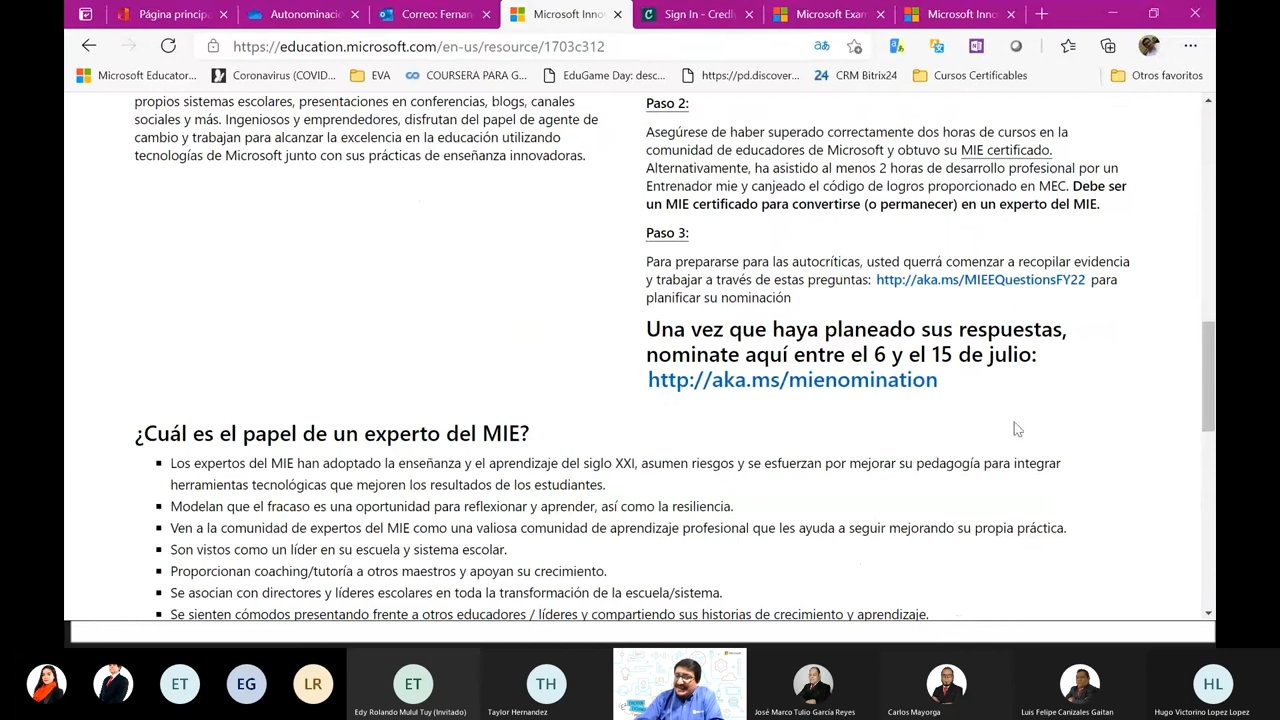 Página principa
Autonominació
Correo: Fernan
Microsoft Inno
Sign In - Credly
Microsoft Exam
Microsoft Inno
https://education.microsoft.com/en-us/resource/1703c312
Microsoft Educator...
Coronavirus (COVID...
EVA
COURSERA PARA G...
EduGame Day: desc...
https://pd.discover...
24 CRM Bitrix24
Cursos Certificables
Otros favoritos
propios sistemas escolares, presentaciones en conferencias, blogs, canales
sociales y más. Ingeniosos y emprendedores, disfrutan del papel de agente de
cambio y trabajan para alcanzar la excelencia en la educación utilizando
tecnologías de Microsoft junto con sus prácticas de enseñanza innovadoras.
Paso 2:
Asegúrese de haber superado correctamente dos horas de cursos en la
comunidad de educadores de Microsoft y obtuvo su MIE certificado.
Alternativamente, ha asistido al menos 2 horas de desarrollo profesional por un
Entrenador mie y canjeado el código de logros proporcionado en MEC. Debe ser
un MIE certificado para convertirse (o permanecer) en un experto del MIE.
Paso 3:
Para prepararse para las autocríticas, usted querrá comenzar a recopilar evidencia
y trabajar a través de estas preguntas: http://aka.ms/MIEEQuestionsFY22 para
planificar su nominación
Una vez que haya planeado sus respuestas,
nominate aquí entre el 6 y el 15 de julio:
http://aka.ms/mienomination
¿Cuál es el papel de un experto del MIE?
▪ Los expertos del MIE han adoptado la enseñanza y el aprendizaje del siglo XXI, asumen riesgos y se esfuerzan por mejorar su pedagogía para integrar
herramientas tecnológicas que mejoren los resultados de los estudiantes.
▪ Modelan que el fracaso es una oportunidad para reflexionar y aprender, así como la resiliencia.
▪ Ven a la comunidad de expertos del MIE como una valiosa comunidad de aprendizaje profesional que les ayuda a seguir mejorando su propia práctica.
▪ Son vistos como un líder en su escuela y sistema escolar.
▪ Proporcionan coaching/tutoría a otros maestros y apoyan su crecimiento.
▪ Se asocian con directores y líderes escolares en toda la transformación de la escuela/sistema.
▪ Se sienten cómodos presentando frente a otros educadores / líderes y compartiendo sus historias de crecimiento y aprendizaje.
ET
EG
LR
ET
TH
HL
Edy Rolando Mulul Tuy (Invitado)
Taylor Hernandez
José Marco Tulio García Reyes
Carlos Mayorga
Luis Felipe Canizales Gaitan
Hugo Victorino Lopez Lopez